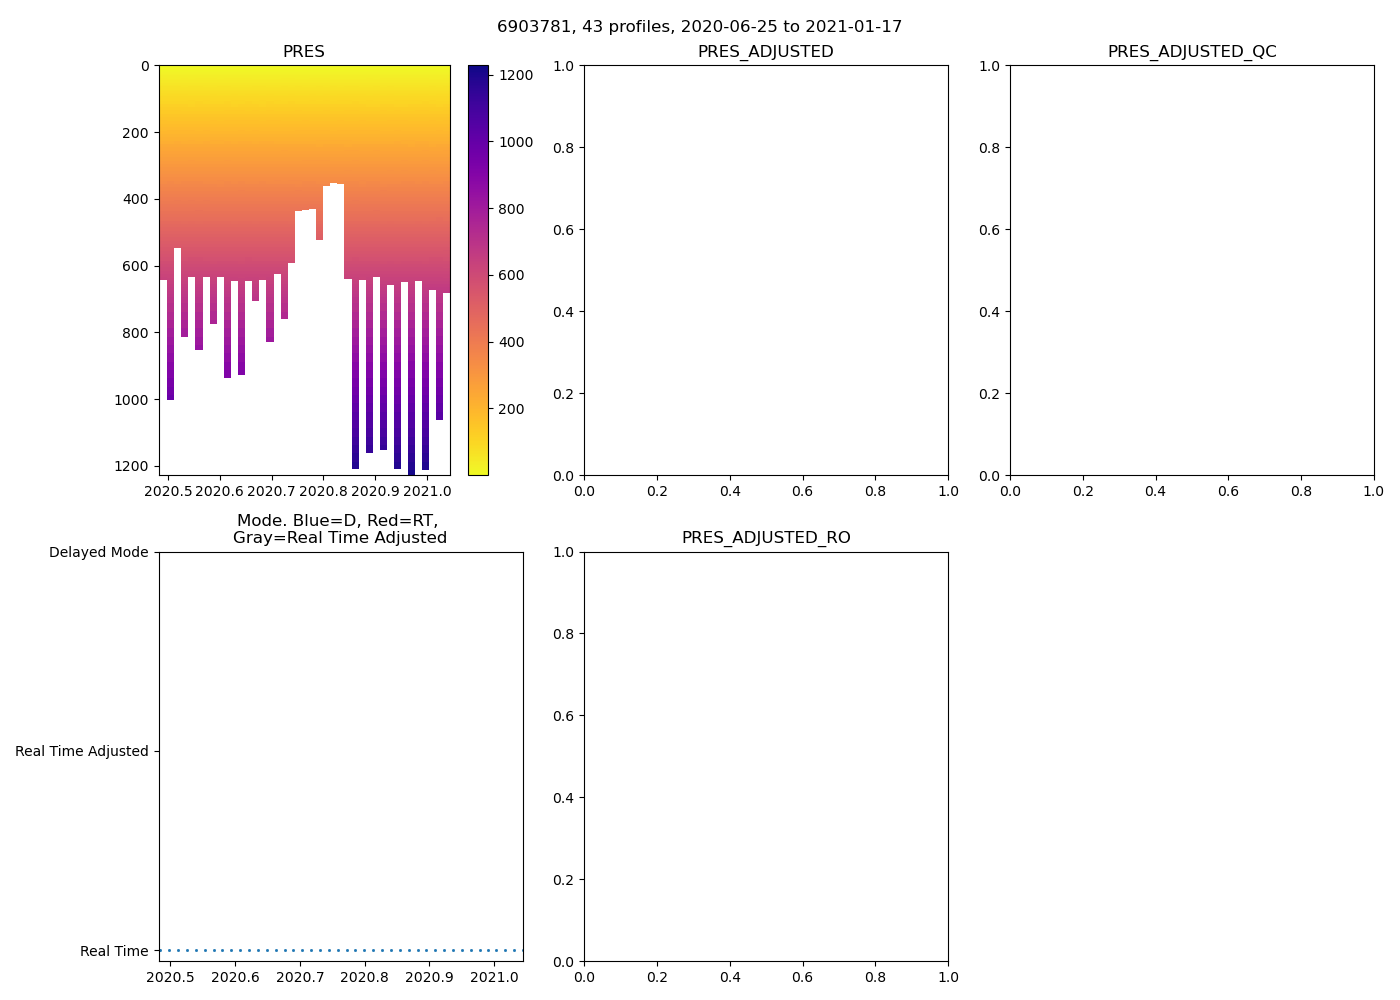 6903781, 43 profiles, 2020-06-25 to 2021-01-17
PRES
0
200
400
600
800
1000
1200
2020.5 2020.6 2020.7 2020.8 2020.9 2021.0
1200
1000
800
600
400
200
PRES_ADJUSTED
1.0
0.8
0.6
0.4
0.2
0.0
0.0 0.2 0.4 0.6 0.8 1.0
PRES_ADJUSTED_QC
1.0
0.8
0.6
0.4
0.2
0.0
0.0 0.2 0.4 0.6 0.8 1.0
Mode. Blue=D, Red=RT,
Gray=Real Time Adjusted
Delayed Mode
Real Time Adjusted
Real Time
2020.5 2020.6 2020.7 2020.8 2020.9 2021.0
PRES_ADJUSTED_RO
1.0
0.8
0.6
0.4
0.2
0.0
0.0 0.2 0.4 0.6 0.8 1.0